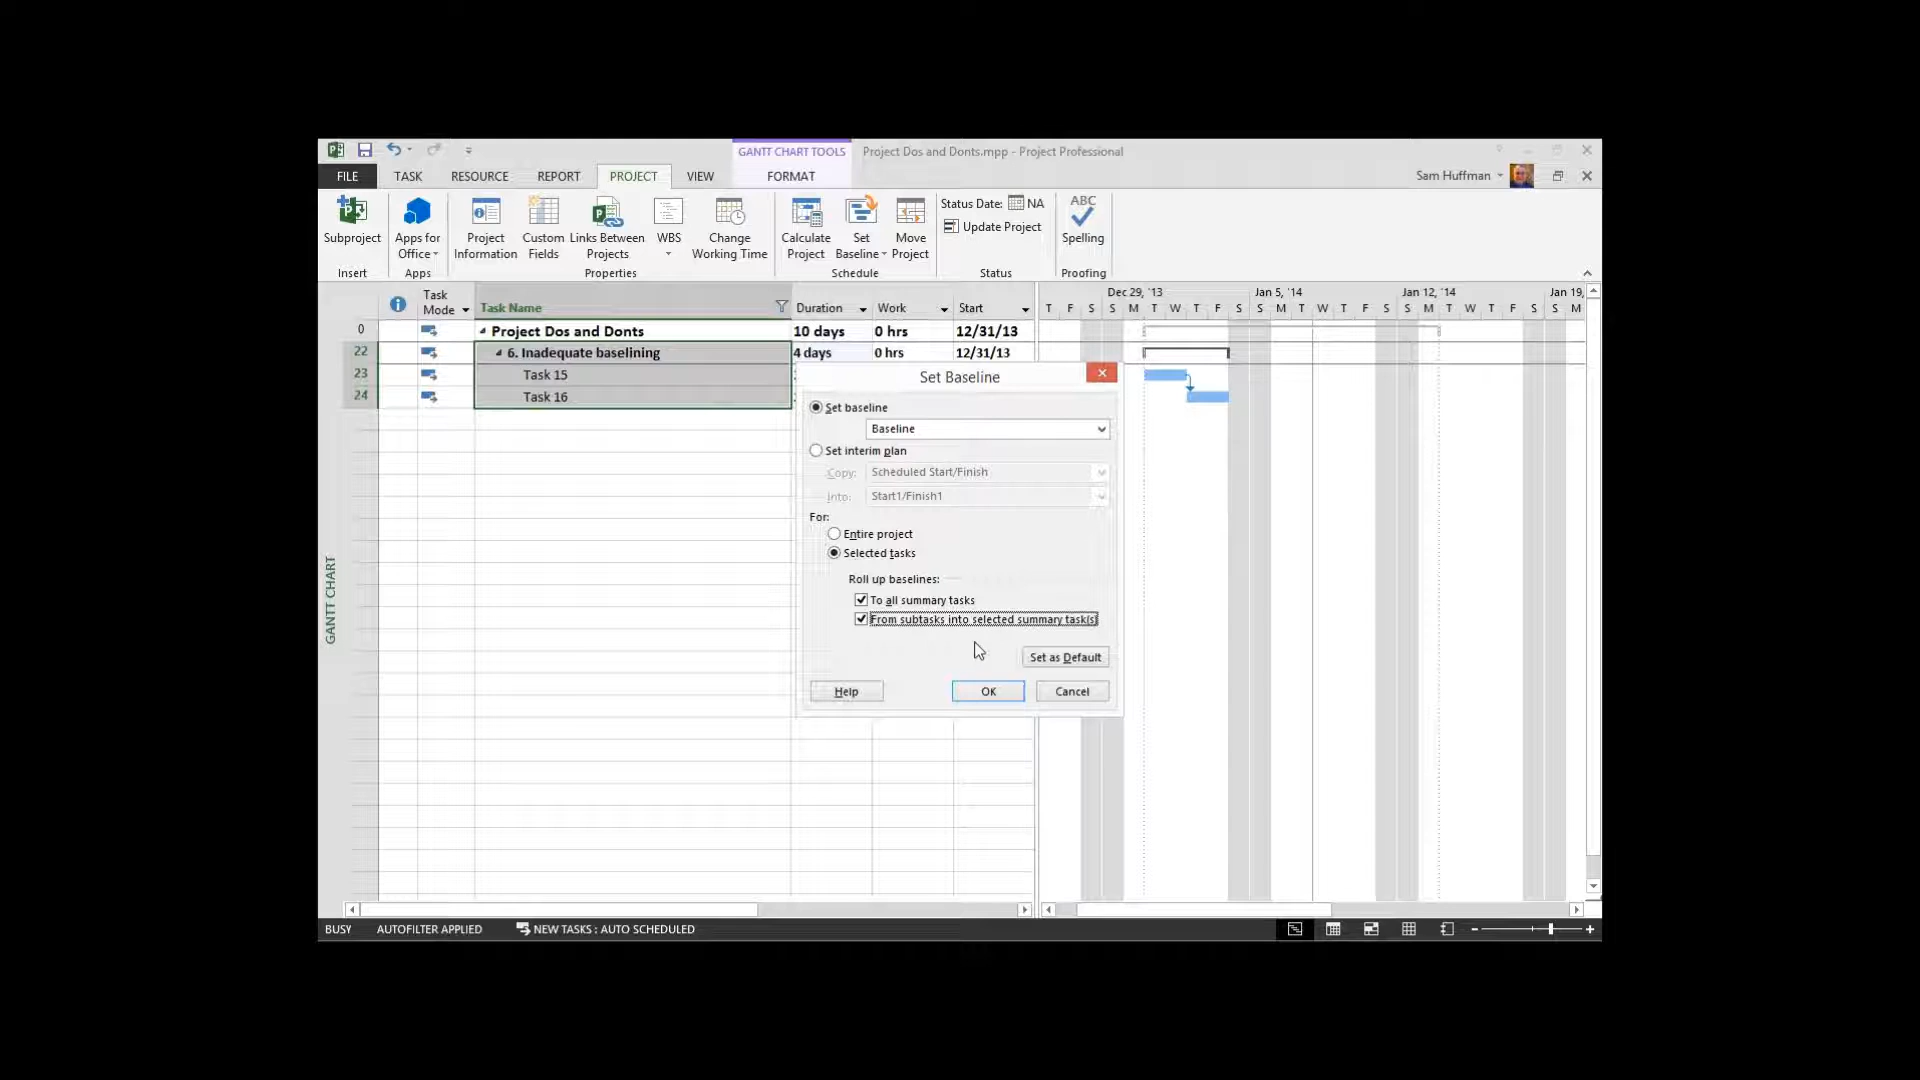 GANTT CHART TOOLS
Project Dos and Donts.mpp - Project Professional
FILE TASK RESOURCE REPORT PROJECT VIEW FORMAT
Sam Huffman
Subproject
Insert
Apps for Office
Apps
Project Information
Custom Fields
Links Between Projects
WBS
Change Working Time
Properties
Calculate Project
Set Baseline
Move Project
Schedule
Status Date: NA
Update Project
Status
ABC
Spelling
Proofing
Task Mode
Task Name
Duration
Work
Start
Dec 29, '13
Jan 5, '14
Jan 12, '14
Jan 19,
T F S S M T W T F S S M T W T F S S M T W T F S S M
0 Project Dos and Donts 10 days 0 hrs 12/31/13
22 6. Inadequate baselining 4 days 0 hrs 12/31/13
23 Task 15
24 Task 16
Set Baseline
Set baseline
Baseline
Set interim plan
Copy: Scheduled Start/Finish
Into: Start1/Finish1
For:
Entire project
Selected tasks
Roll up baselines:
To all summary tasks
From subtasks into selected summary task(s)
Set as Default
Help
OK
Cancel
GANTT CHART
BUSY
AUTOFILTER APPLIED
NEW TASKS : AUTO SCHEDULED